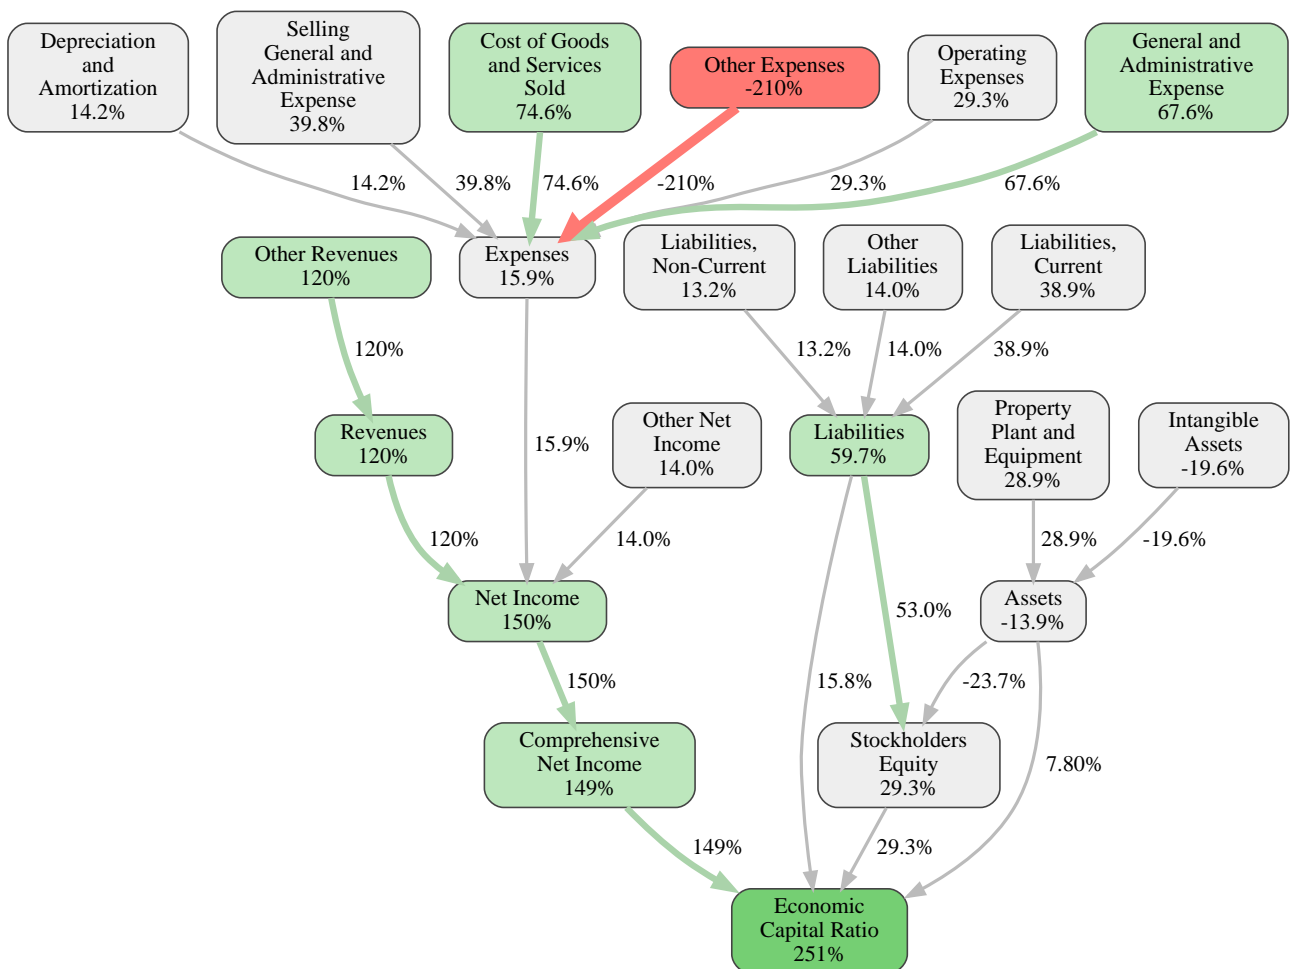 Depreciation
and
Amortization
14.2%
Selling
General and
Administrative
Expense
39.8%
Cost of Goods
and Services
Sold
74.6%
Other Expenses
-210%
Operating
Expenses
29.3%
General and
Administrative
Expense
67.6%
14.2%
39.8%
74.6%
-210%
29.3%
67.6%
Other Revenues
120%
Expenses
15.9%
Liabilities,
Non-Current
13.2%
Other
Liabilities
14.0%
Liabilities,
Current
38.9%
120%
13.2%
14.0%
38.9%
Revenues
120%
15.9%
Other Net
Income
14.0%
Liabilities
59.7%
Property
Plant and
Equipment
28.9%
Intangible
Assets
-19.6%
120%
14.0%
28.9%
-19.6%
Net Income
150%
53.0%
Assets
-13.9%
150%
15.8%
-23.7%
7.80%
Comprehensive
Net Income
149%
Stockholders
Equity
29.3%
149%
29.3%
Economic
Capital Ratio
251%